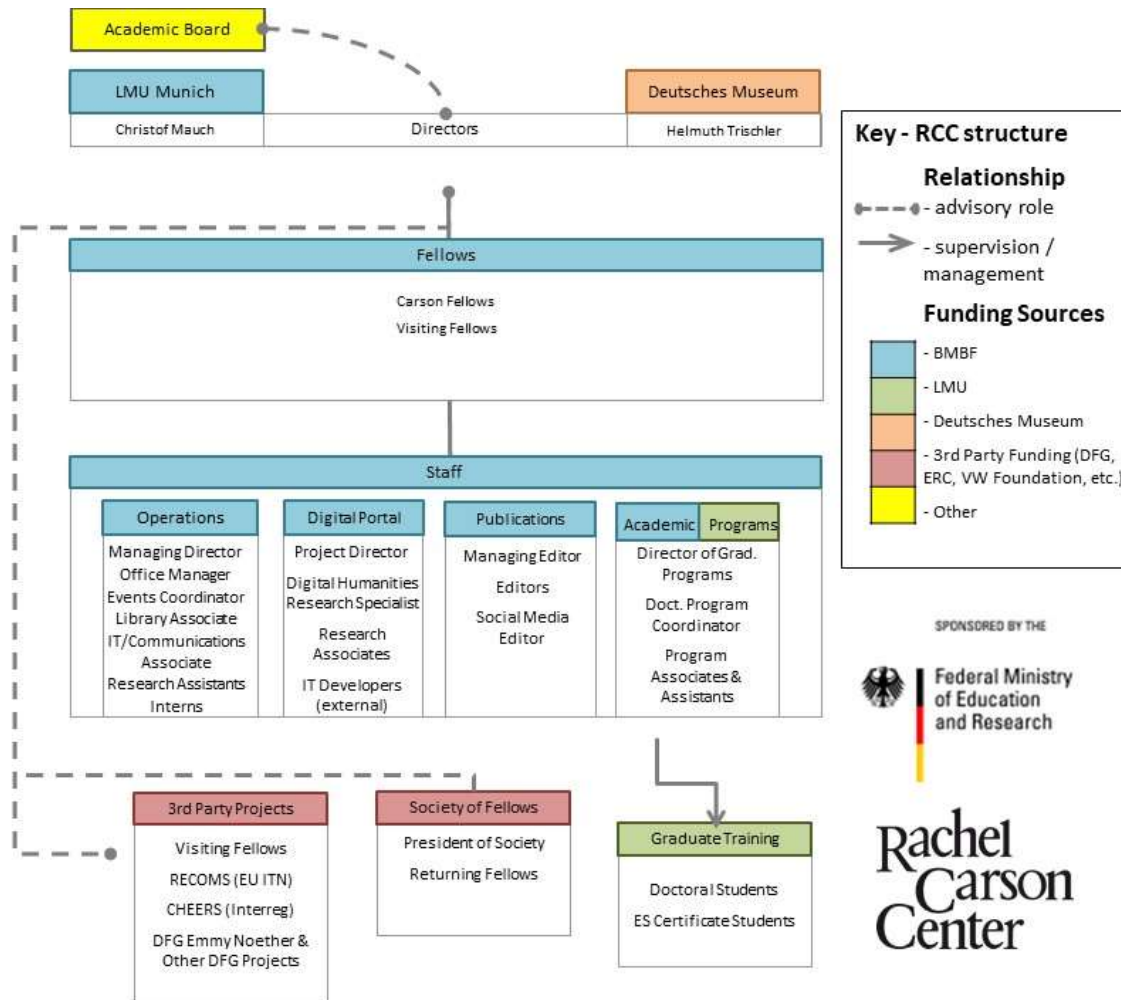 Academic Board
LMU Munich
Deutsches Museum
Christof Mauch
Directors
Helmuth Trischler
Fellows
Carson Fellows
Visiting Fellows
Staff
Operations
Managing Director
Office Manager
Events Coordinator
Library Associate
IT/Communications
Associate
Research Assistants
Interns
Digital Portal
Project Director
Digital Humanities
Research Specialist
Research
Associates
IT Developers
(external)
Publications
Managing Editor
Editors
Social Media
Editor
Academic Programs
Director of Grad.
Programs
Doct. Program
Coordinator
Program
Associates &
Assistants
3rd Party Projects
Visiting Fellows
RECOMS (EU ITN)
CHEERS (Interreg)
DFG Emmy Noether &
Other DFG Projects
Society of Fellows
President of Society
Returning Fellows
Graduate Training
Doctoral Students
ES Certificate Students
Key - RCC structure
Relationship
- advisory role
- supervision /
management
Funding Sources
- BMBF
- LMU
- Deutsches Museum
- 3rd Party Funding (DFG,
ERC, VW Foundation, etc.)
- Other
SPONSORED BY THE
Federal Ministry
of Education
and Research
Rachel
Carson
Center